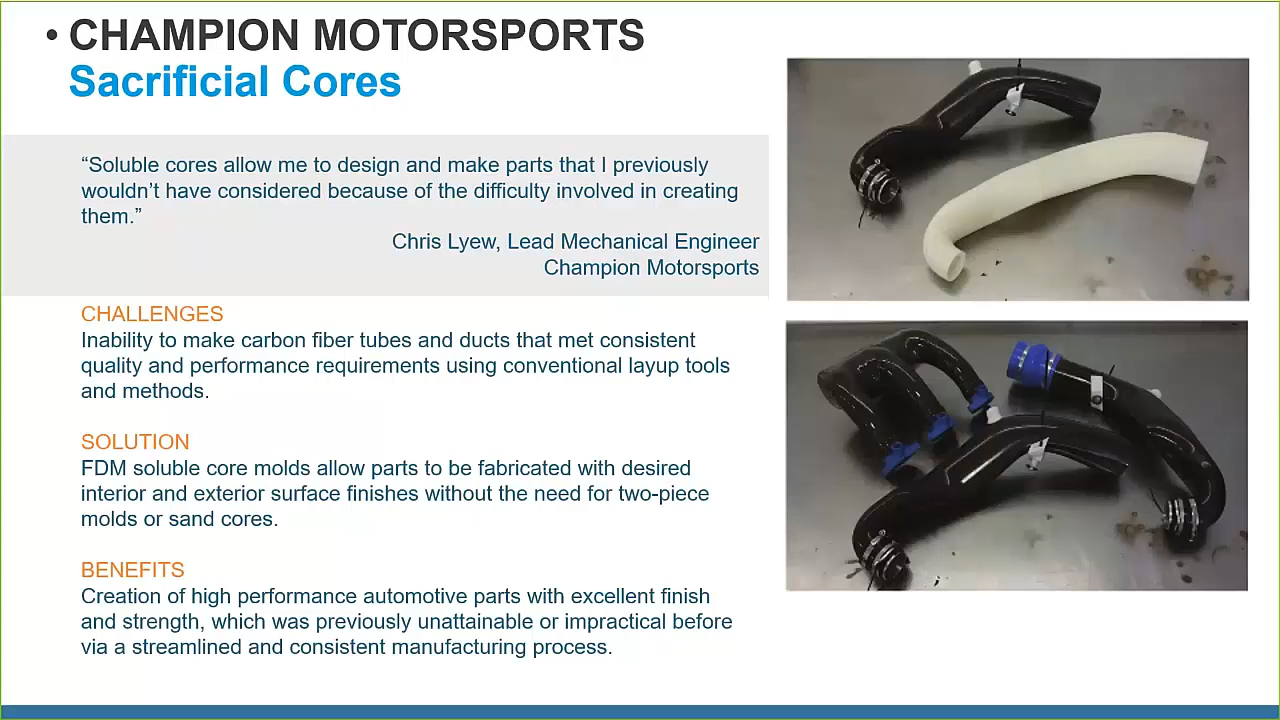 • CHAMPION MOTORSPORTS
Sacrificial Cores
“Soluble cores allow me to design and make parts that I previously
wouldn’t have considered because of the difficulty involved in creating
them.”
Chris Lyew, Lead Mechanical Engineer
Champion Motorsports
CHALLENGES
Inability to make carbon fiber tubes and ducts that met consistent
quality and performance requirements using conventional layup tools
and methods.
SOLUTION
FDM soluble core molds allow parts to be fabricated with desired
interior and exterior surface finishes without the need for two-piece
molds or sand cores.
BENEFITS
Creation of high performance automotive parts with excellent finish
and strength, which was previously unattainable or impractical before
via a streamlined and consistent manufacturing process.